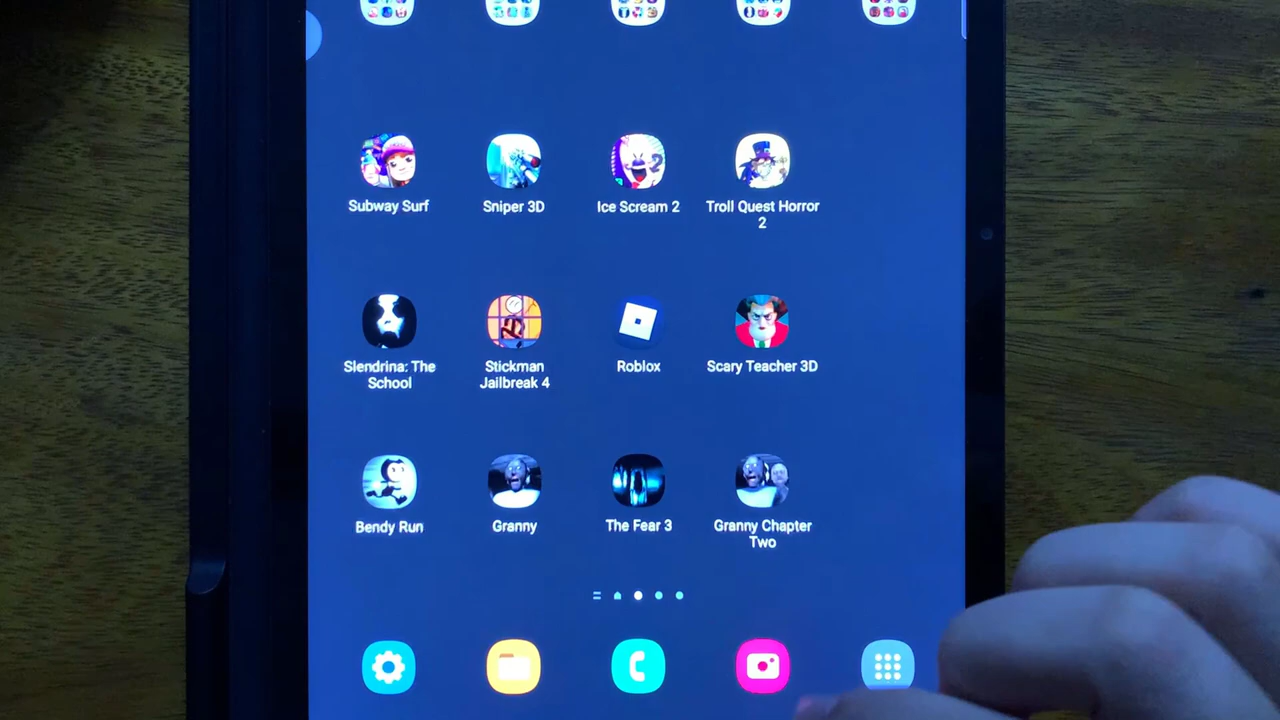 Subway Surf
Sniper 3D
Ice Scream 2
Troll Quest Horror
2
Slendrina: The
School
Stickman
Jailbreak 4
Roblox
Scary Teacher 3D
Bendy Run
Granny
The Fear 3
Granny Chapter
Two